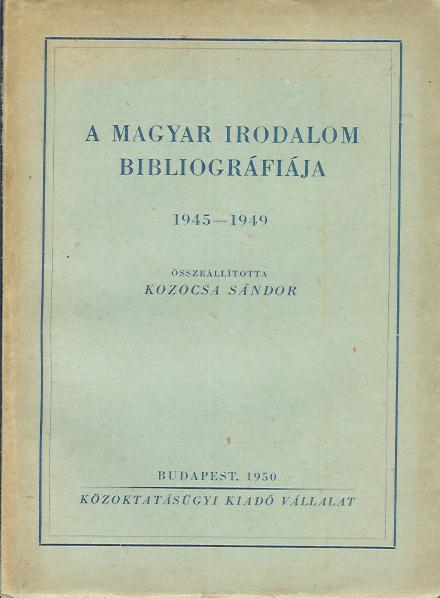 A MAGYAR IRODALOM
BIBLIOGRÁFIÁJA
1945—1949
ÖSSZEÁLLÍTOTTA
KOZOCSA SÁNDOR
BUDAPEST, 1950
KÖZOKTATÁSÜGYI KIADÓ VÁLLALAT